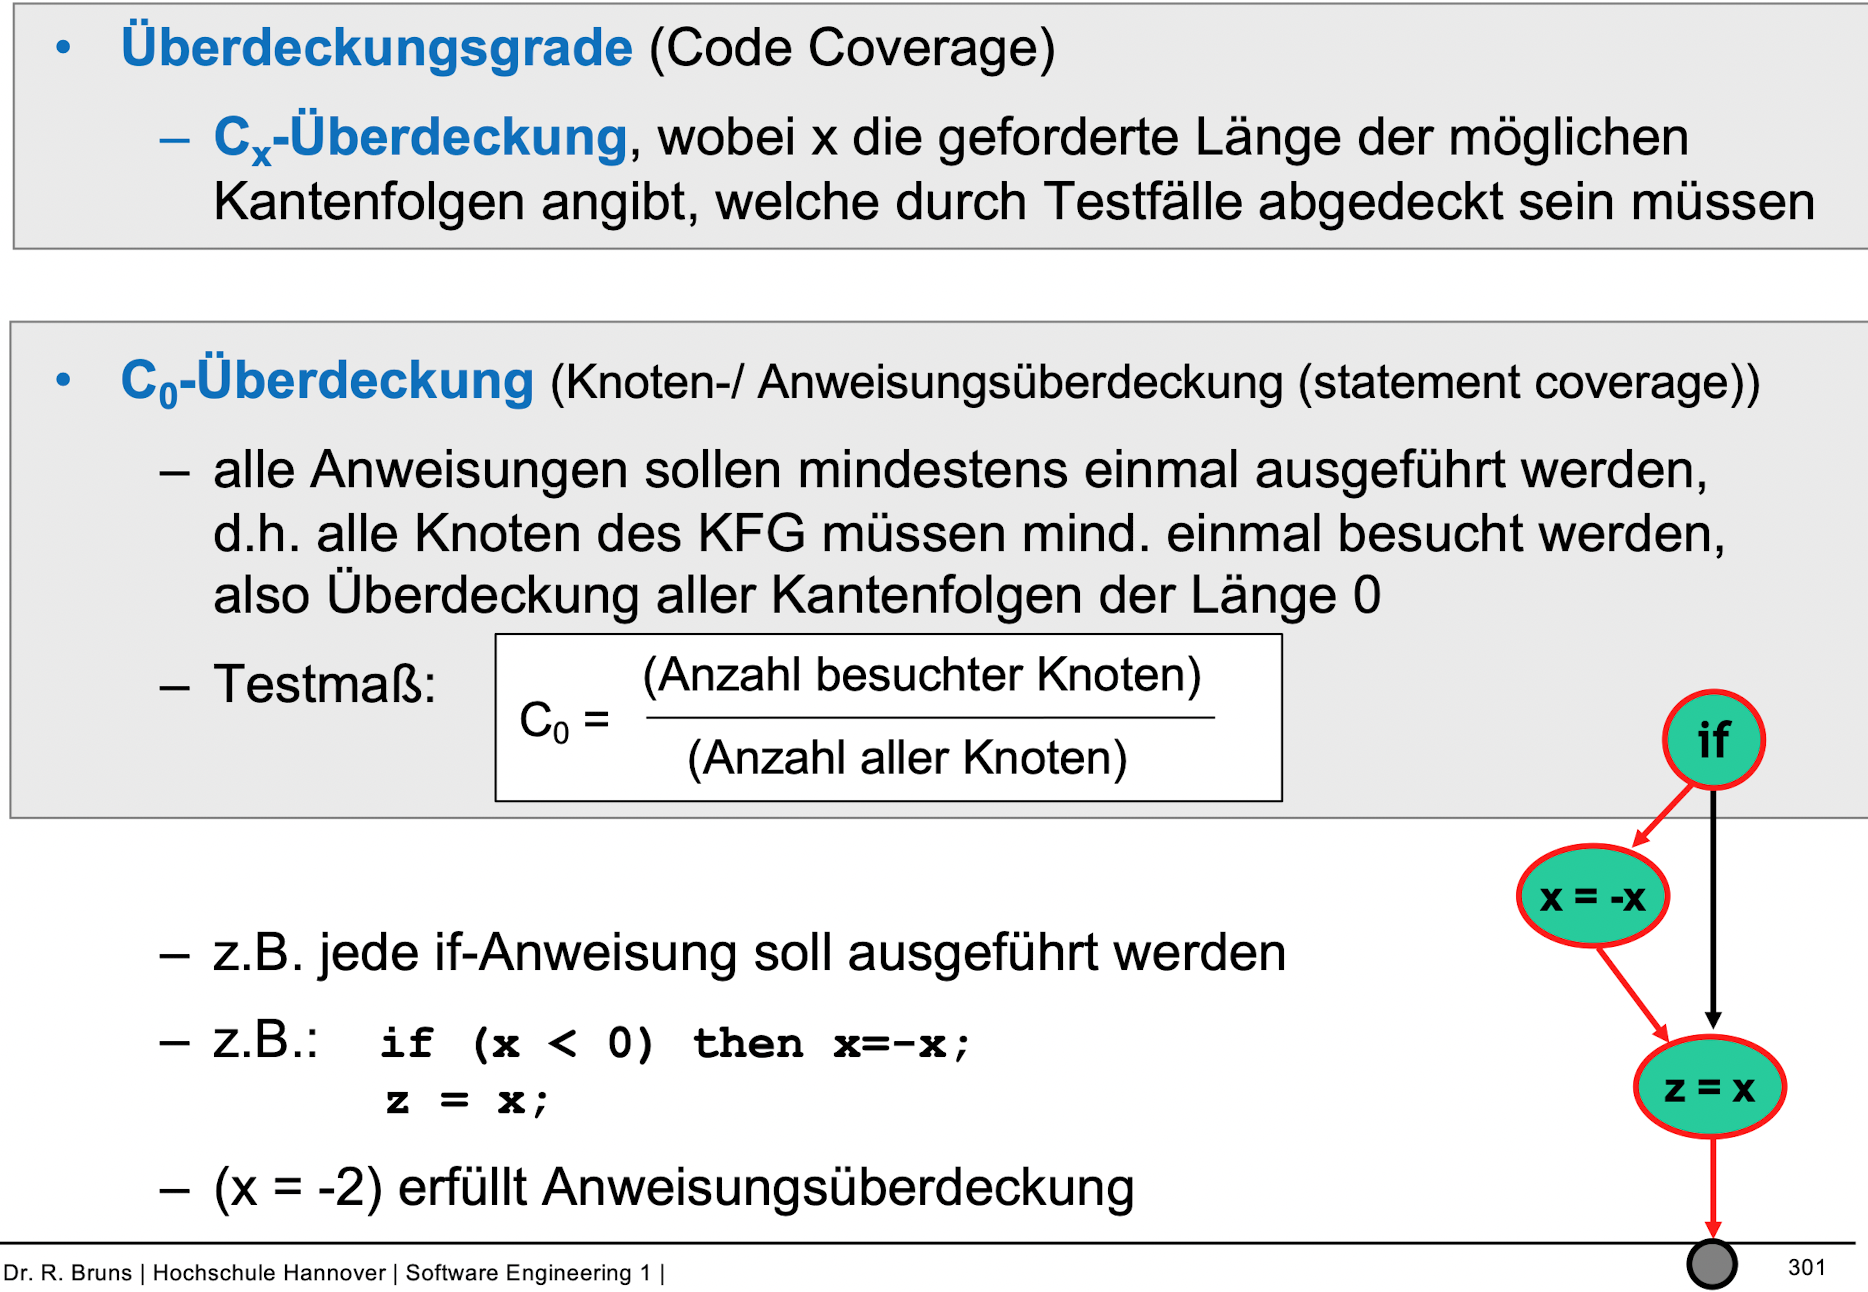 • Überdeckungsgrade (Code Coverage)
– Cₓ-Überdeckung, wobei x die geforderte Länge der möglichen
Kantenfolgen angibt, welche durch Testfälle abgedeckt sein müssen
• C₀-Überdeckung (Knoten-/ Anweisungsüberdeckung (statement coverage))
– alle Anweisungen sollen mindestens einmal ausgeführt werden,
d.h. alle Knoten des KFG müssen mind. einmal besucht werden,
also Überdeckung aller Kantenfolgen der Länge 0
– Testmaß:
C₀ =
(Anzahl besuchter Knoten)
(Anzahl aller Knoten)
if
x = -x
z = x
– z.B. jede if-Anweisung soll ausgeführt werden
– z.B.: if (x < 0) then x=-x;
z = x;
– (x = -2) erfüllt Anweisungsüberdeckung
Dr. R. Bruns | Hochschule Hannover | Software Engineering 1 |
301